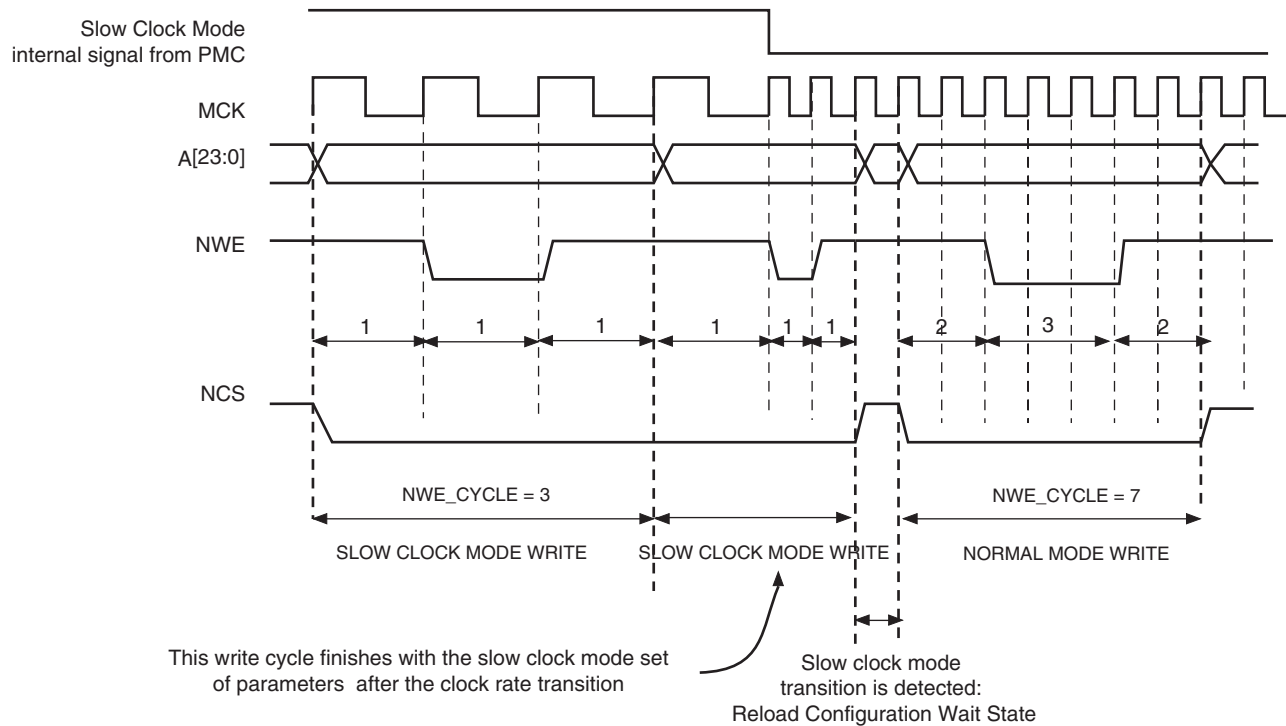 Slow Clock Mode
internal signal from PMC
MCK
A[23:0]
NWE
1 1 1 1 1 1 2 3 2
NCS
NWE_CYCLE = 3 NWE_CYCLE = 7
SLOW CLOCK MODE WRITE SLOW CLOCK MODE WRITE NORMAL MODE WRITE
This write cycle finishes with the slow clock mode set
of parameters after the clock rate transition
Slow clock mode
transition is detected:
Reload Configuration Wait State